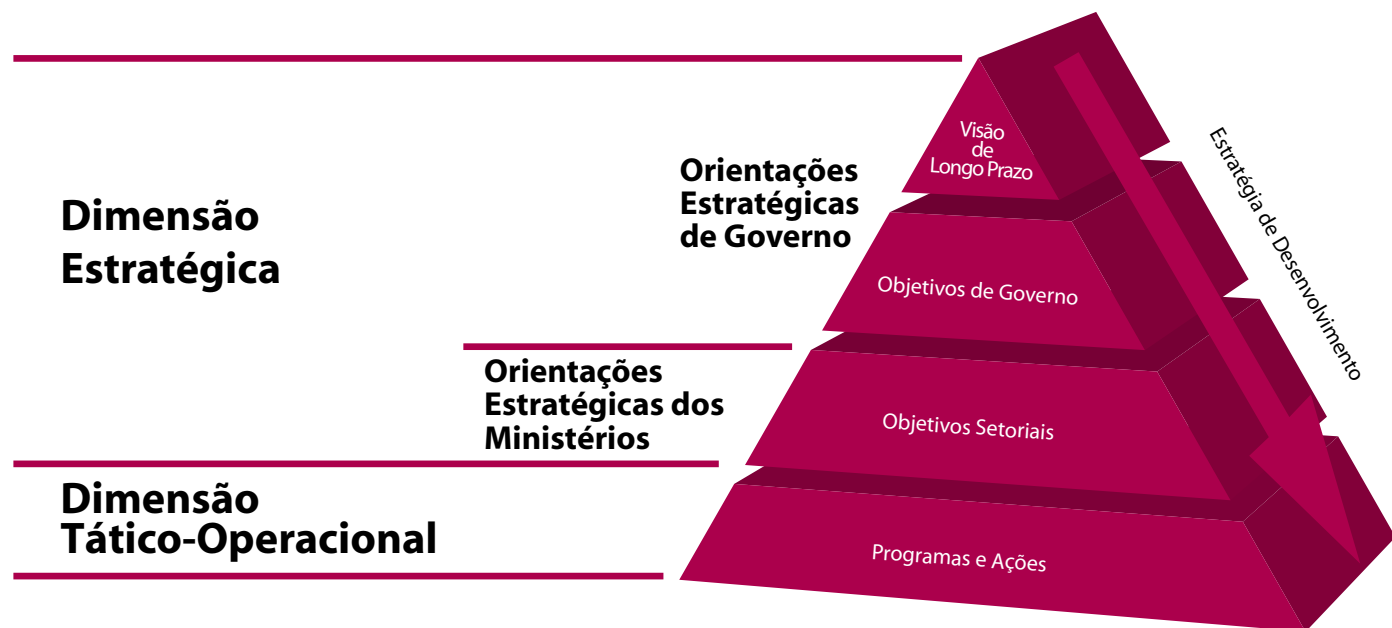 Dimensão
Estratégica
Orientações
Estratégicas
de Governo
Orientações
Estratégicas dos
Ministérios
Dimensão
Tático-Operacional
Visão
de
Longo Prazo
Objetivos de Governo
Objetivos Setoriais
Programas e Ações
Estratégia de Desenvolvimento